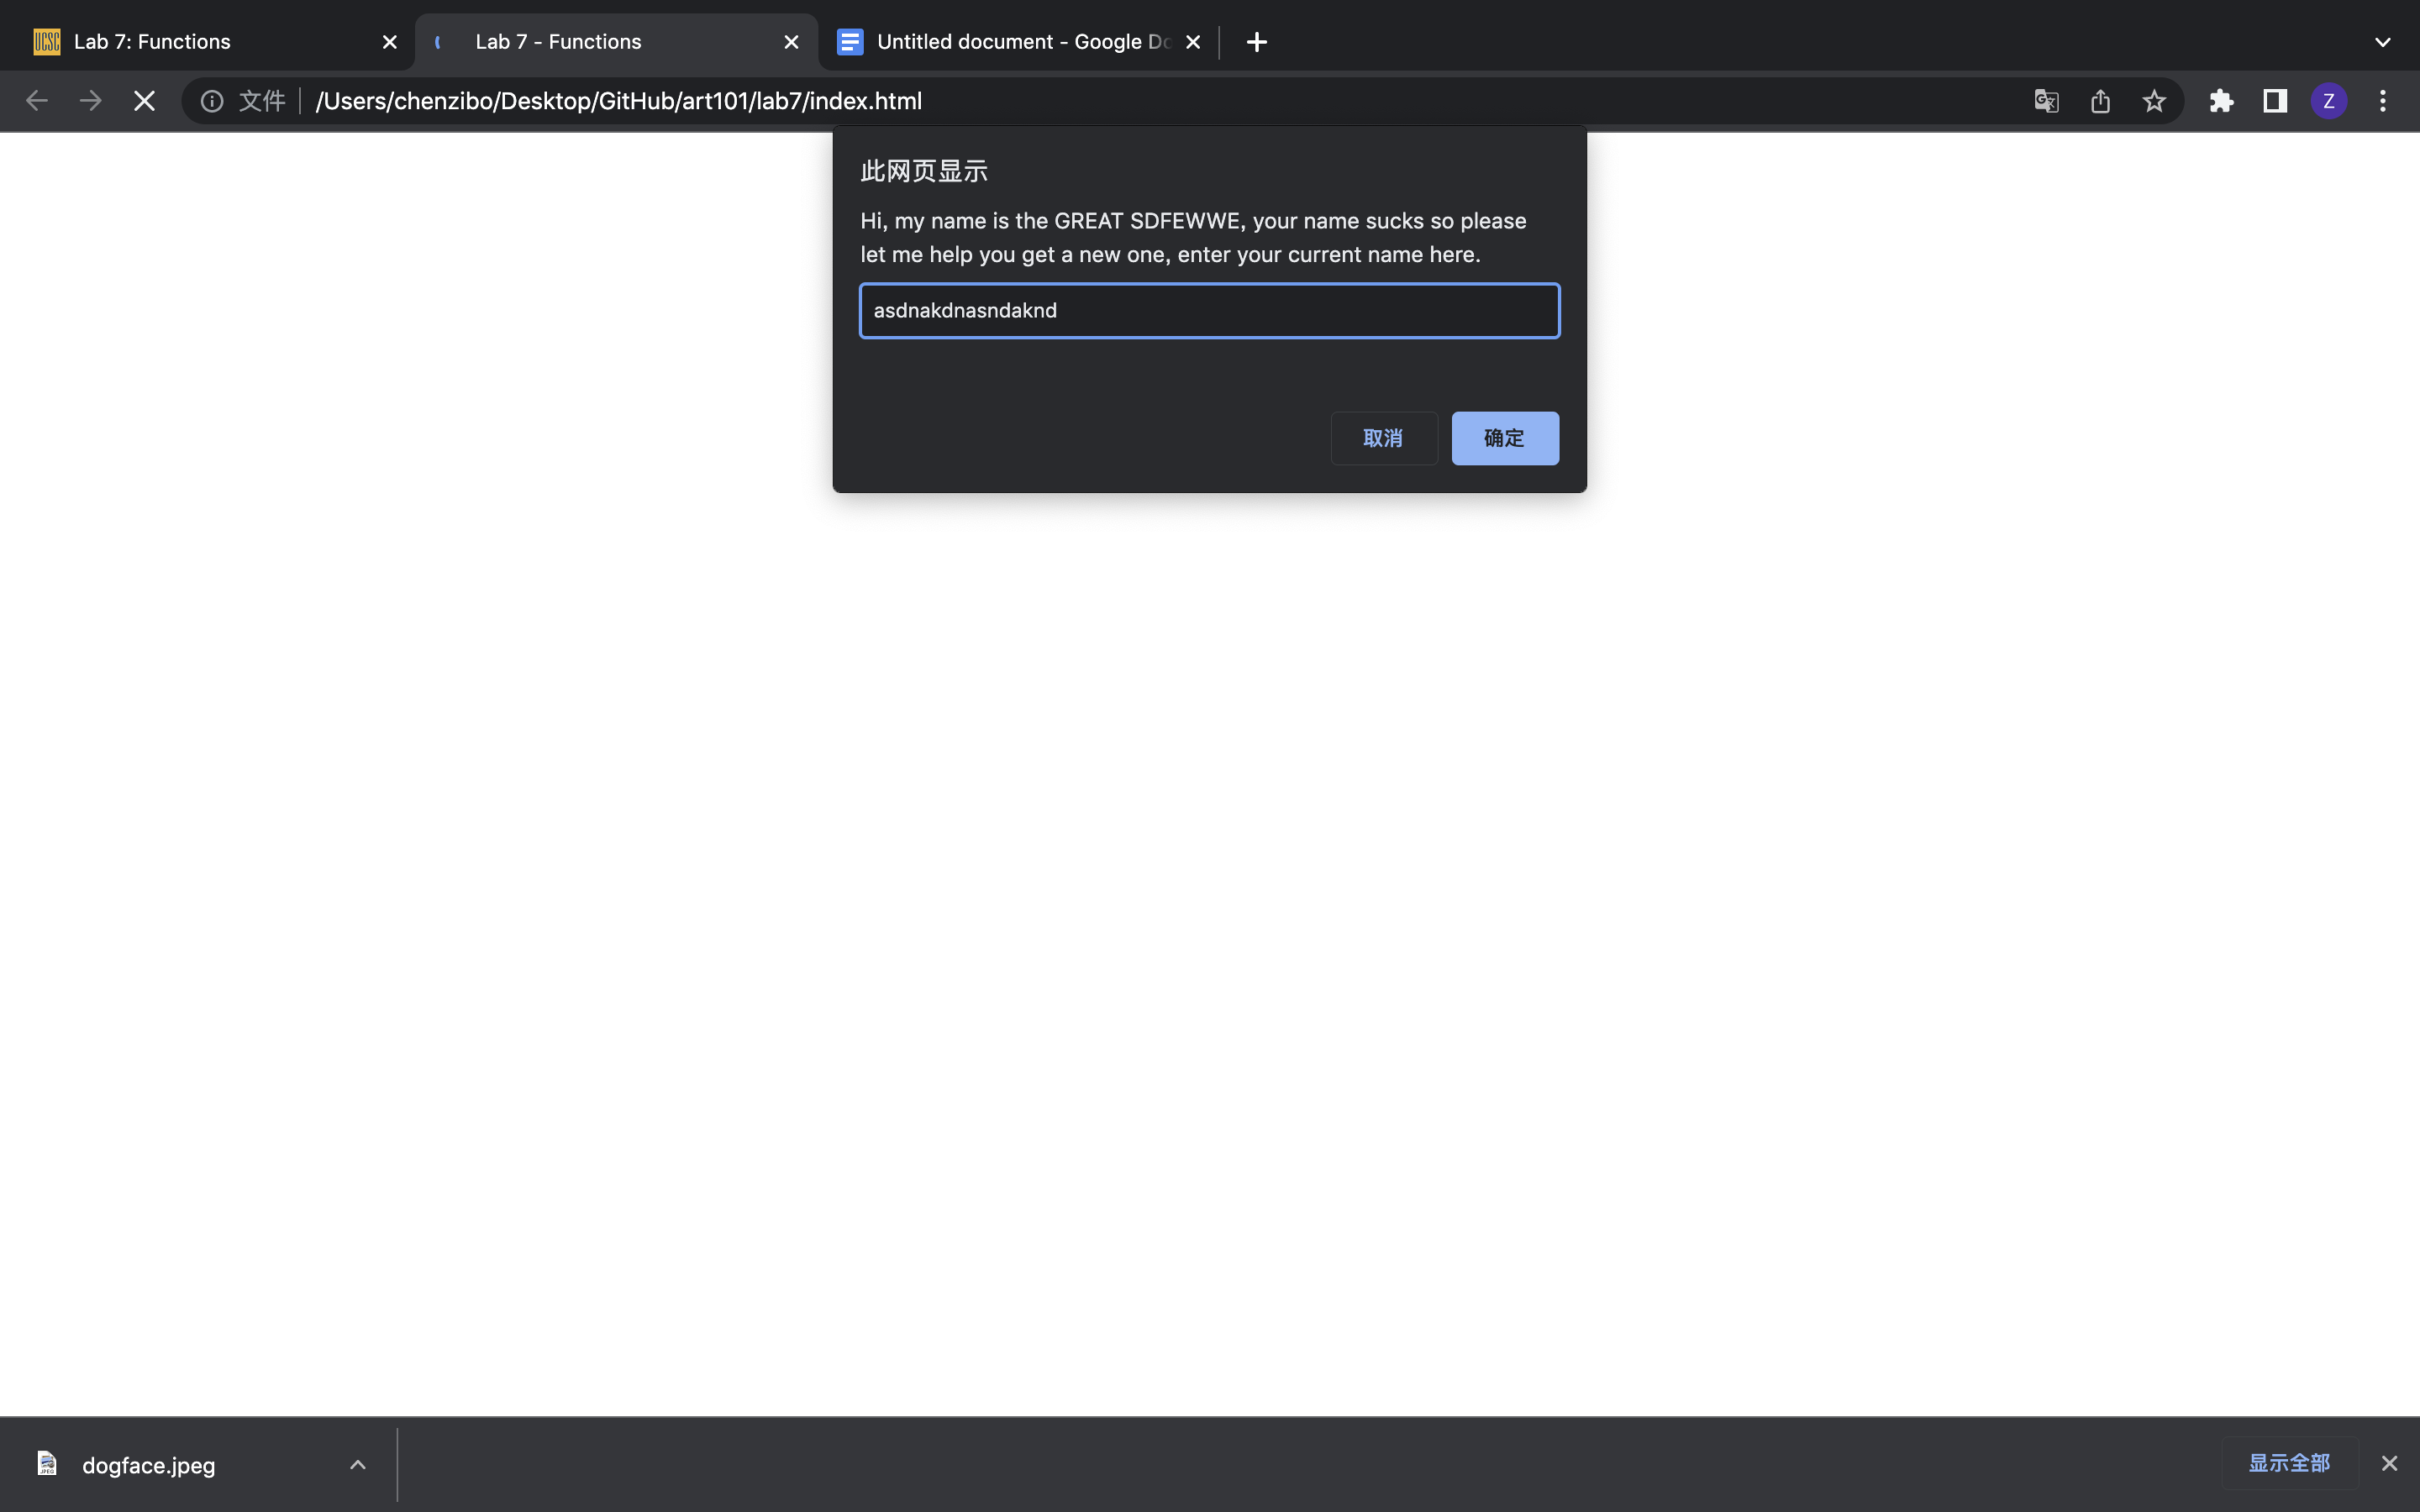 UCSC
Lab 7: Functions
Lab 7 - Functions
Untitled document - Google Do
文件
/Users/chenzibo/Desktop/GitHub/art101/lab7/index.html
Z
此网页显示
Hi, my name is the GREAT SDFEWWE, your name sucks so please
let me help you get a new one, enter your current name here.
asdnakdnasndaknd
取消
确定
JPEG
dogface.jpeg
显示全部